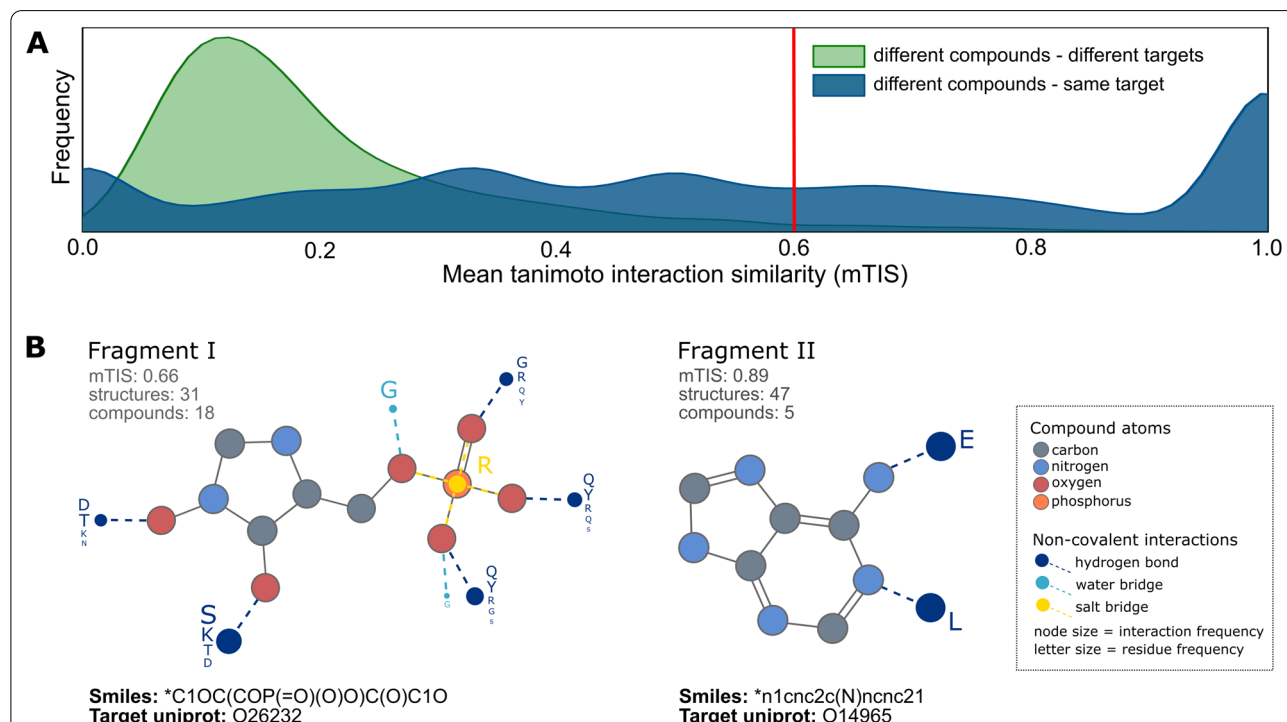 A
different compounds - different targets
different compounds - same target
Frequency
0.0 0.2 0.4 0.6 0.8 1.0
Mean tanimoto interaction similarity (mTIS)
B
Fragment I
mTIS: 0.66
structures: 31
compounds: 18
G
G
R
Q
Y
R
Q
Y
R
Q
S
D
T
K
N
G
Q
Y
R
G
S
S
K
T
D
Smiles: *C1OC(COP(=O)(O)O)C(O)C1O
Target uniprot: O26232
Fragment II
mTIS: 0.89
structures: 47
compounds: 5
E
L
Smiles: *n1cnc2c(N)ncnc21
Target uniprot: O14965
Compound atoms
carbon
nitrogen
oxygen
phosphorus
Non-covalent interactions
hydrogen bond
water bridge
salt bridge
node size = interaction frequency
letter size = residue frequency